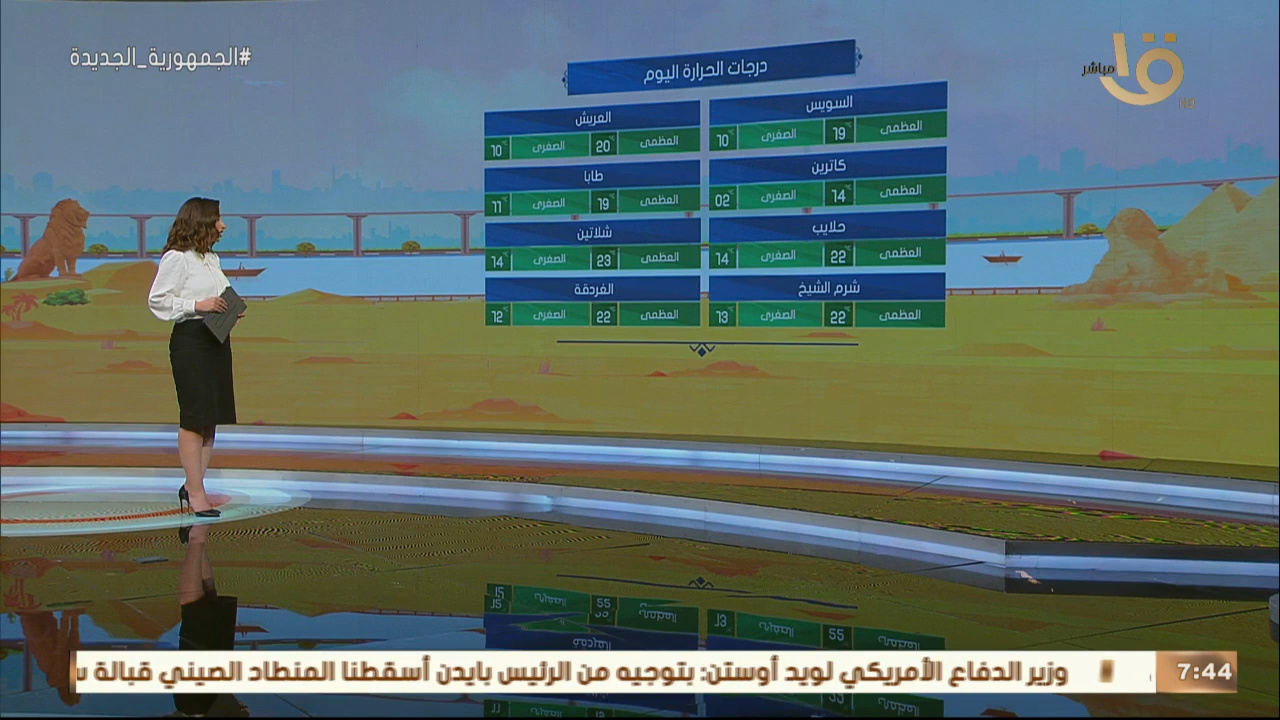 #الجمهورية_الجديدة
مباشر
درجات الحرارة اليوم
السويس
العظمى 19 الصغرى 10
العريش
العظمى 20 الصغرى 10
كاترين
العظمى 14 الصغرى 02
طابا
العظمى 19 الصغرى 11
حلايب
العظمى 22 الصغرى 14
شلاتين
العظمى 23 الصغرى 14
شرم الشيخ
العظمى 22 الصغرى 13
الغردقة
العظمى 22 الصغرى 12
7:44 وزير الدفاع الأمريكي لويد أوستن: بتوجيه من الرئيس بايدن أسقطنا المنطاد الصيني قبالة